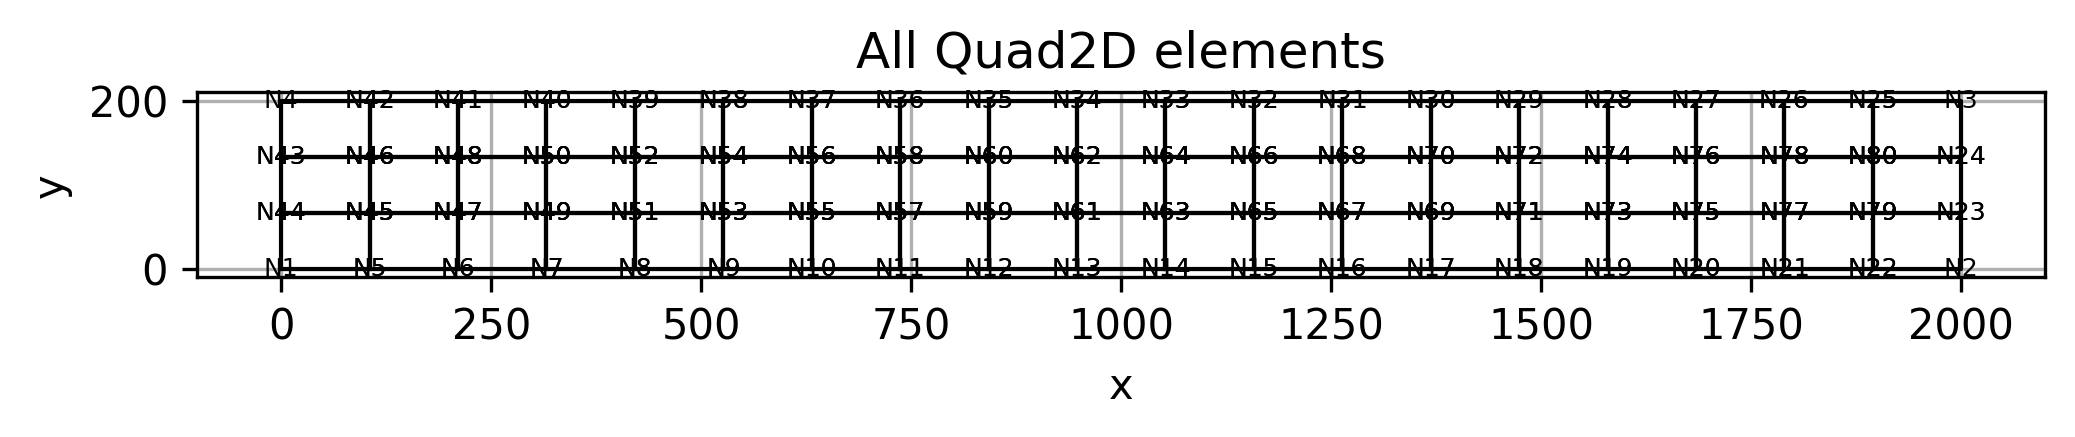 All Quad2D elements
200
N4 N42 N41 N40 N39 N38 N37 N36 N35 N34 N33 N32 N31 N30 N29 N28 N27 N26 N25 N3
N43 N46 N48 N50 N52 N54 N56 N58 N60 N62 N64 N66 N68 N70 N72 N74 N76 N78 N80 N24
y
N44 N45 N47 N49 N51 N53 N55 N57 N59 N61 N63 N65 N67 N69 N71 N73 N75 N77 N79 N23
0
N1 N5 N6 N7 N8 N9 N10 N11 N12 N13 N14 N15 N16 N17 N18 N19 N20 N21 N22 N2
0 250 500 750 1000 1250 1500 1750 2000
x